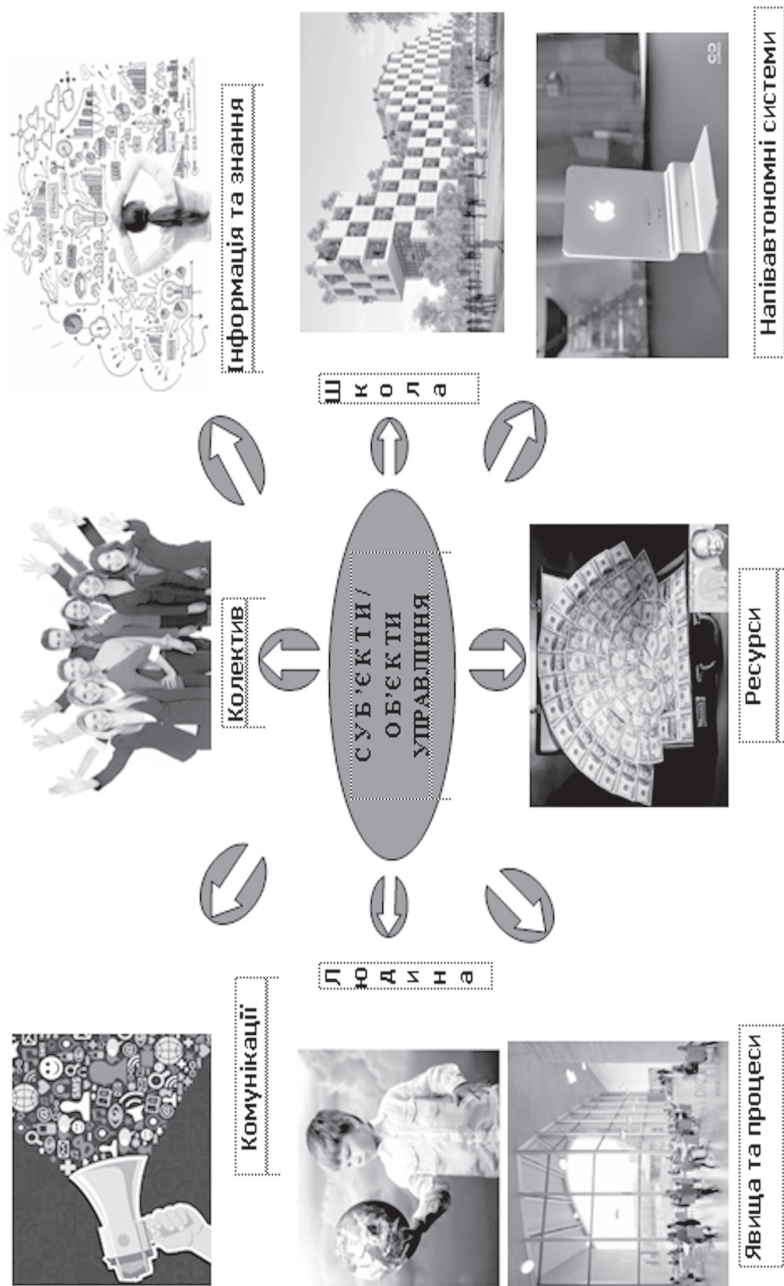 Комунікації
Колектив
Інформація та знання
Людина
СУБ’ЄКТИ/
ОБ’ЄКТИ
УПРАВЛІННЯ
Школа
Явища та процеси
Ресурси
Напівавтономні системи